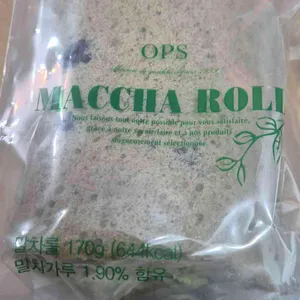 OPS
MACCHA ROLL
Nous faisons tout notre possible pour vous satisfaire,
grâce à notre savoir-faire et à nos produits
soigneusement sélectionnés
말차롤 170g (644kcal)
말차가루 1.90% 함유